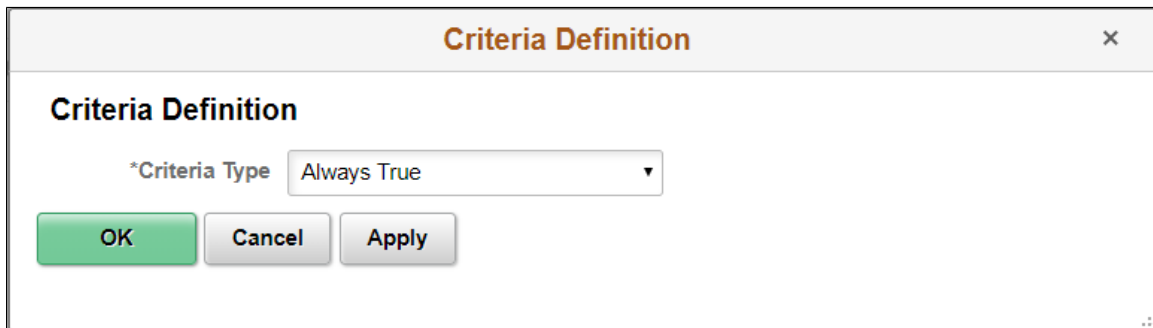 Criteria Definition
Criteria Definition
*Criteria Type Always True
OK Cancel Apply